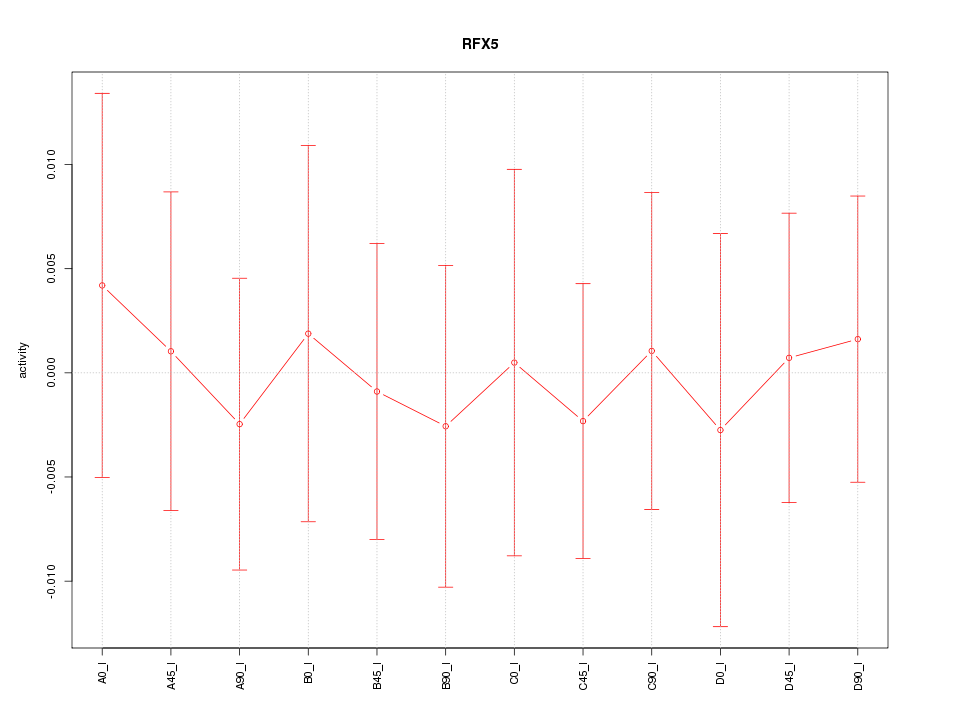 RFX5
activity
0.010
0.005
0.000
-0.005
-0.010
A0_I
A45_I
A90_I
B0_I
B45_I
B90_I
C0_I
C45_I
C90_I
D0_I
D45_I
D90_I